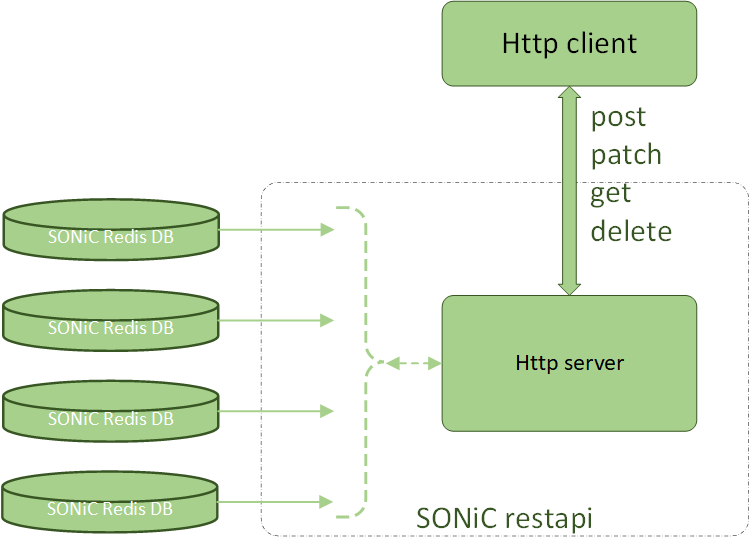 Http client
post
patch
get
delete
SONiC Redis DB
SONiC Redis DB
Http server
SONiC Redis DB
SONiC Redis DB
SONiC restapi